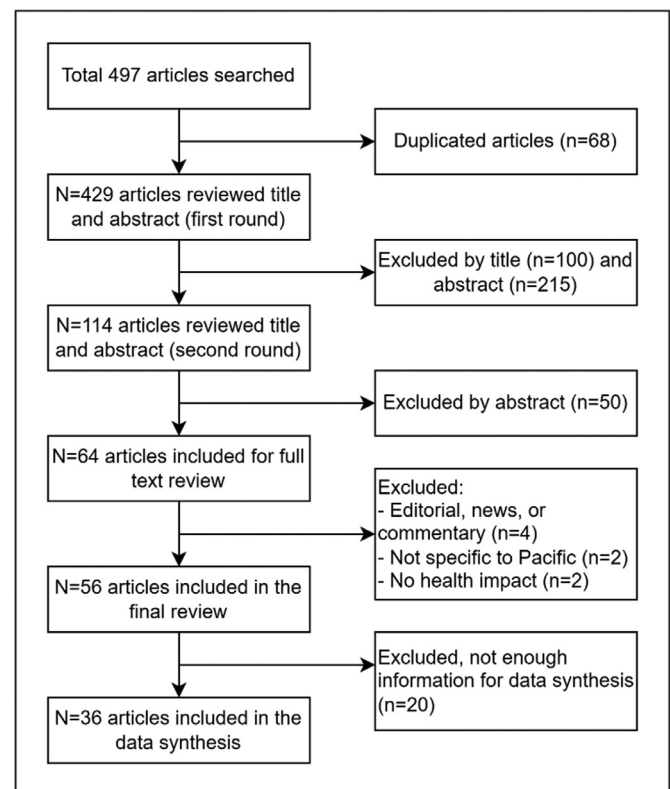 Total 497 articles searched
Duplicated articles (n=68)
N=429 articles reviewed title
and abstract (first round)
Excluded by title (n=100) and
abstract (n=215)
N=114 articles reviewed title
and abstract (second round)
Excluded by abstract (n=50)
N=64 articles included for full
text review
Excluded:
- Editorial, news, or
commentary (n=4)
- Not specific to Pacific (n=2)
- No health impact (n=2)
N=56 articles included in the
final review
Excluded, not enough
information for data synthesis
(n=20)
N=36 articles included in the
data synthesis